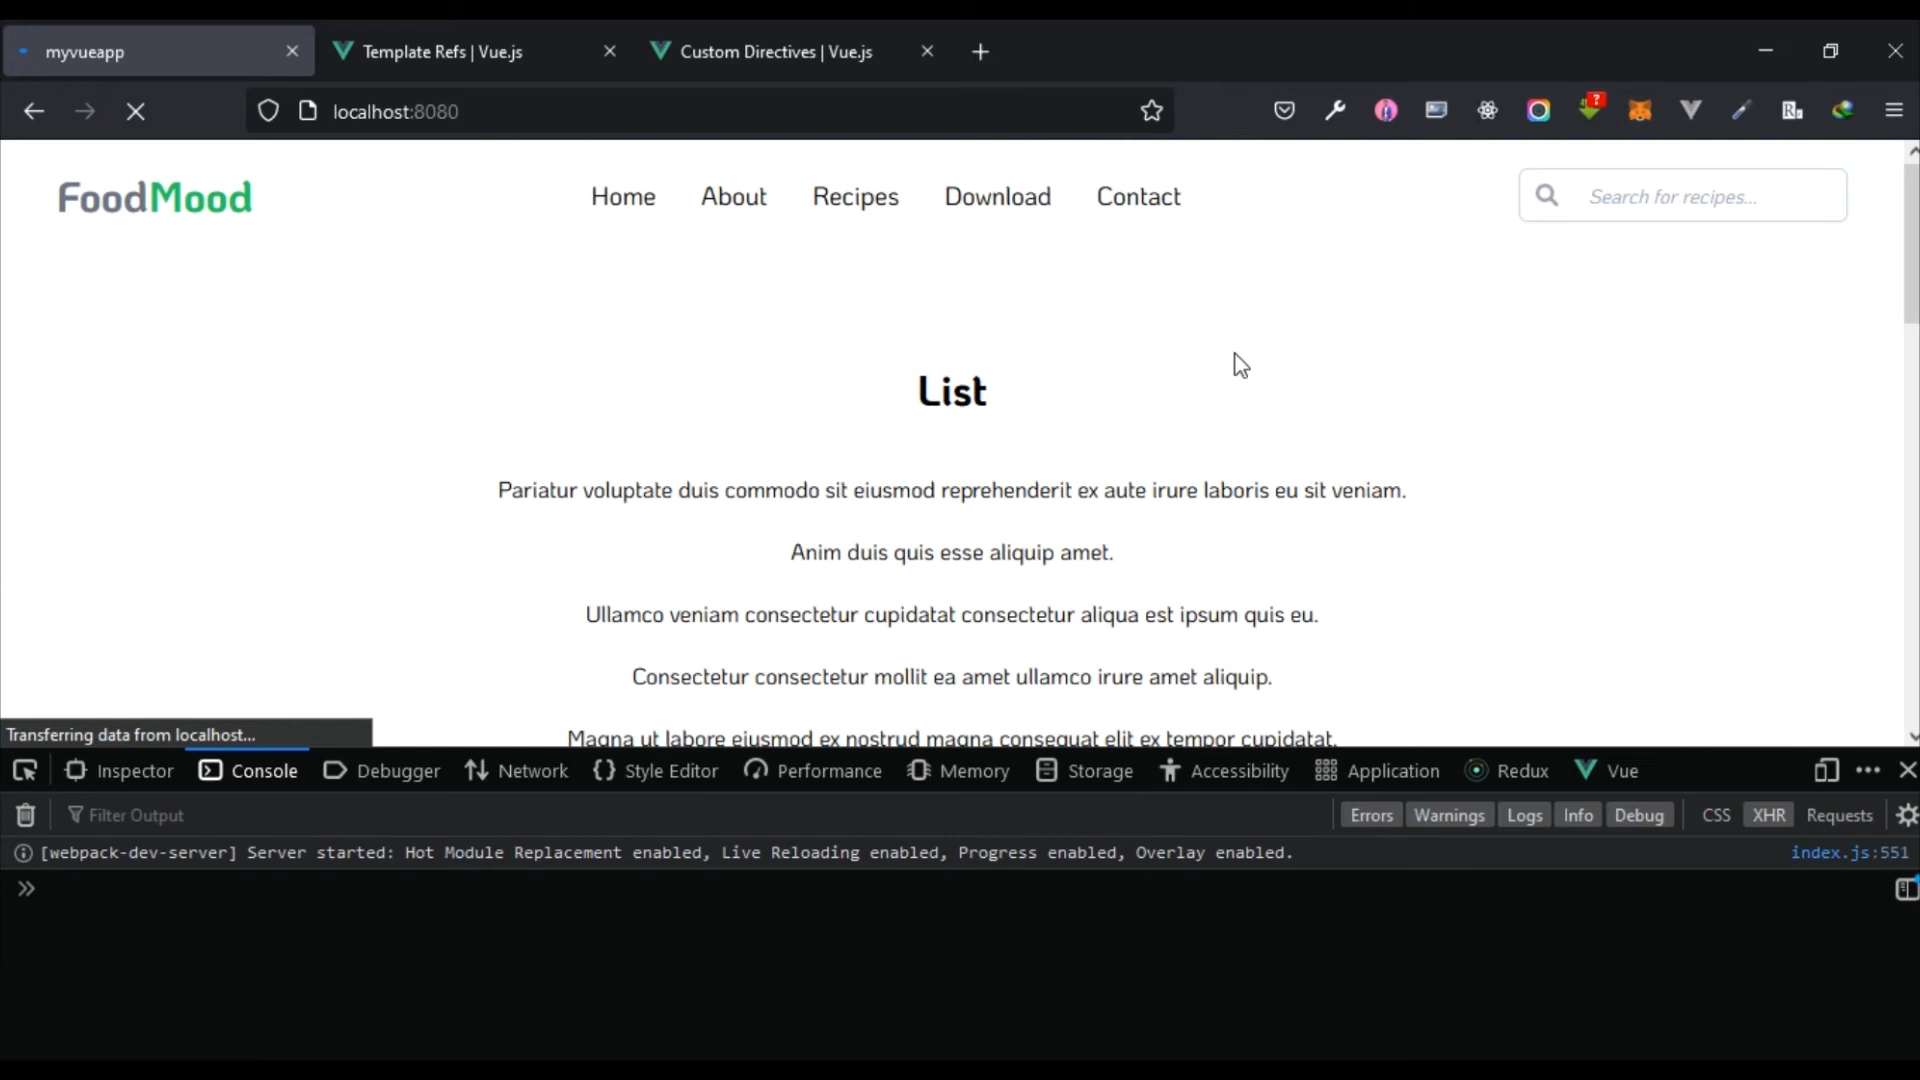 myvueapp
Template Refs | Vue.js
Custom Directives | Vue.js
localhost:8080
?
FoodMood
Home About Recipes Download Contact
Search for recipes...
List
Pariatur voluptate duis commodo sit eiusmod reprehenderit ex aute irure laboris eu sit veniam.
Anim duis quis esse aliquip amet.
Ullamco veniam consectetur cupidatat consectetur aliqua est ipsum quis eu.
Consectetur consectetur mollit ea amet ullamco irure amet aliquip.
Magna ut labore eiusmod ex nostrud magna consequat elit ex tempor cupidatat.
Transferring data from localhost...
Inspector Console Debugger Network Style Editor Performance Memory Storage Accessibility Application Redux Vue
Filter Output
Errors Warnings Logs Info Debug CSS XHR Requests
[webpack-dev-server] Server started: Hot Module Replacement enabled, Live Reloading enabled, Progress enabled, Overlay enabled. index.js:551